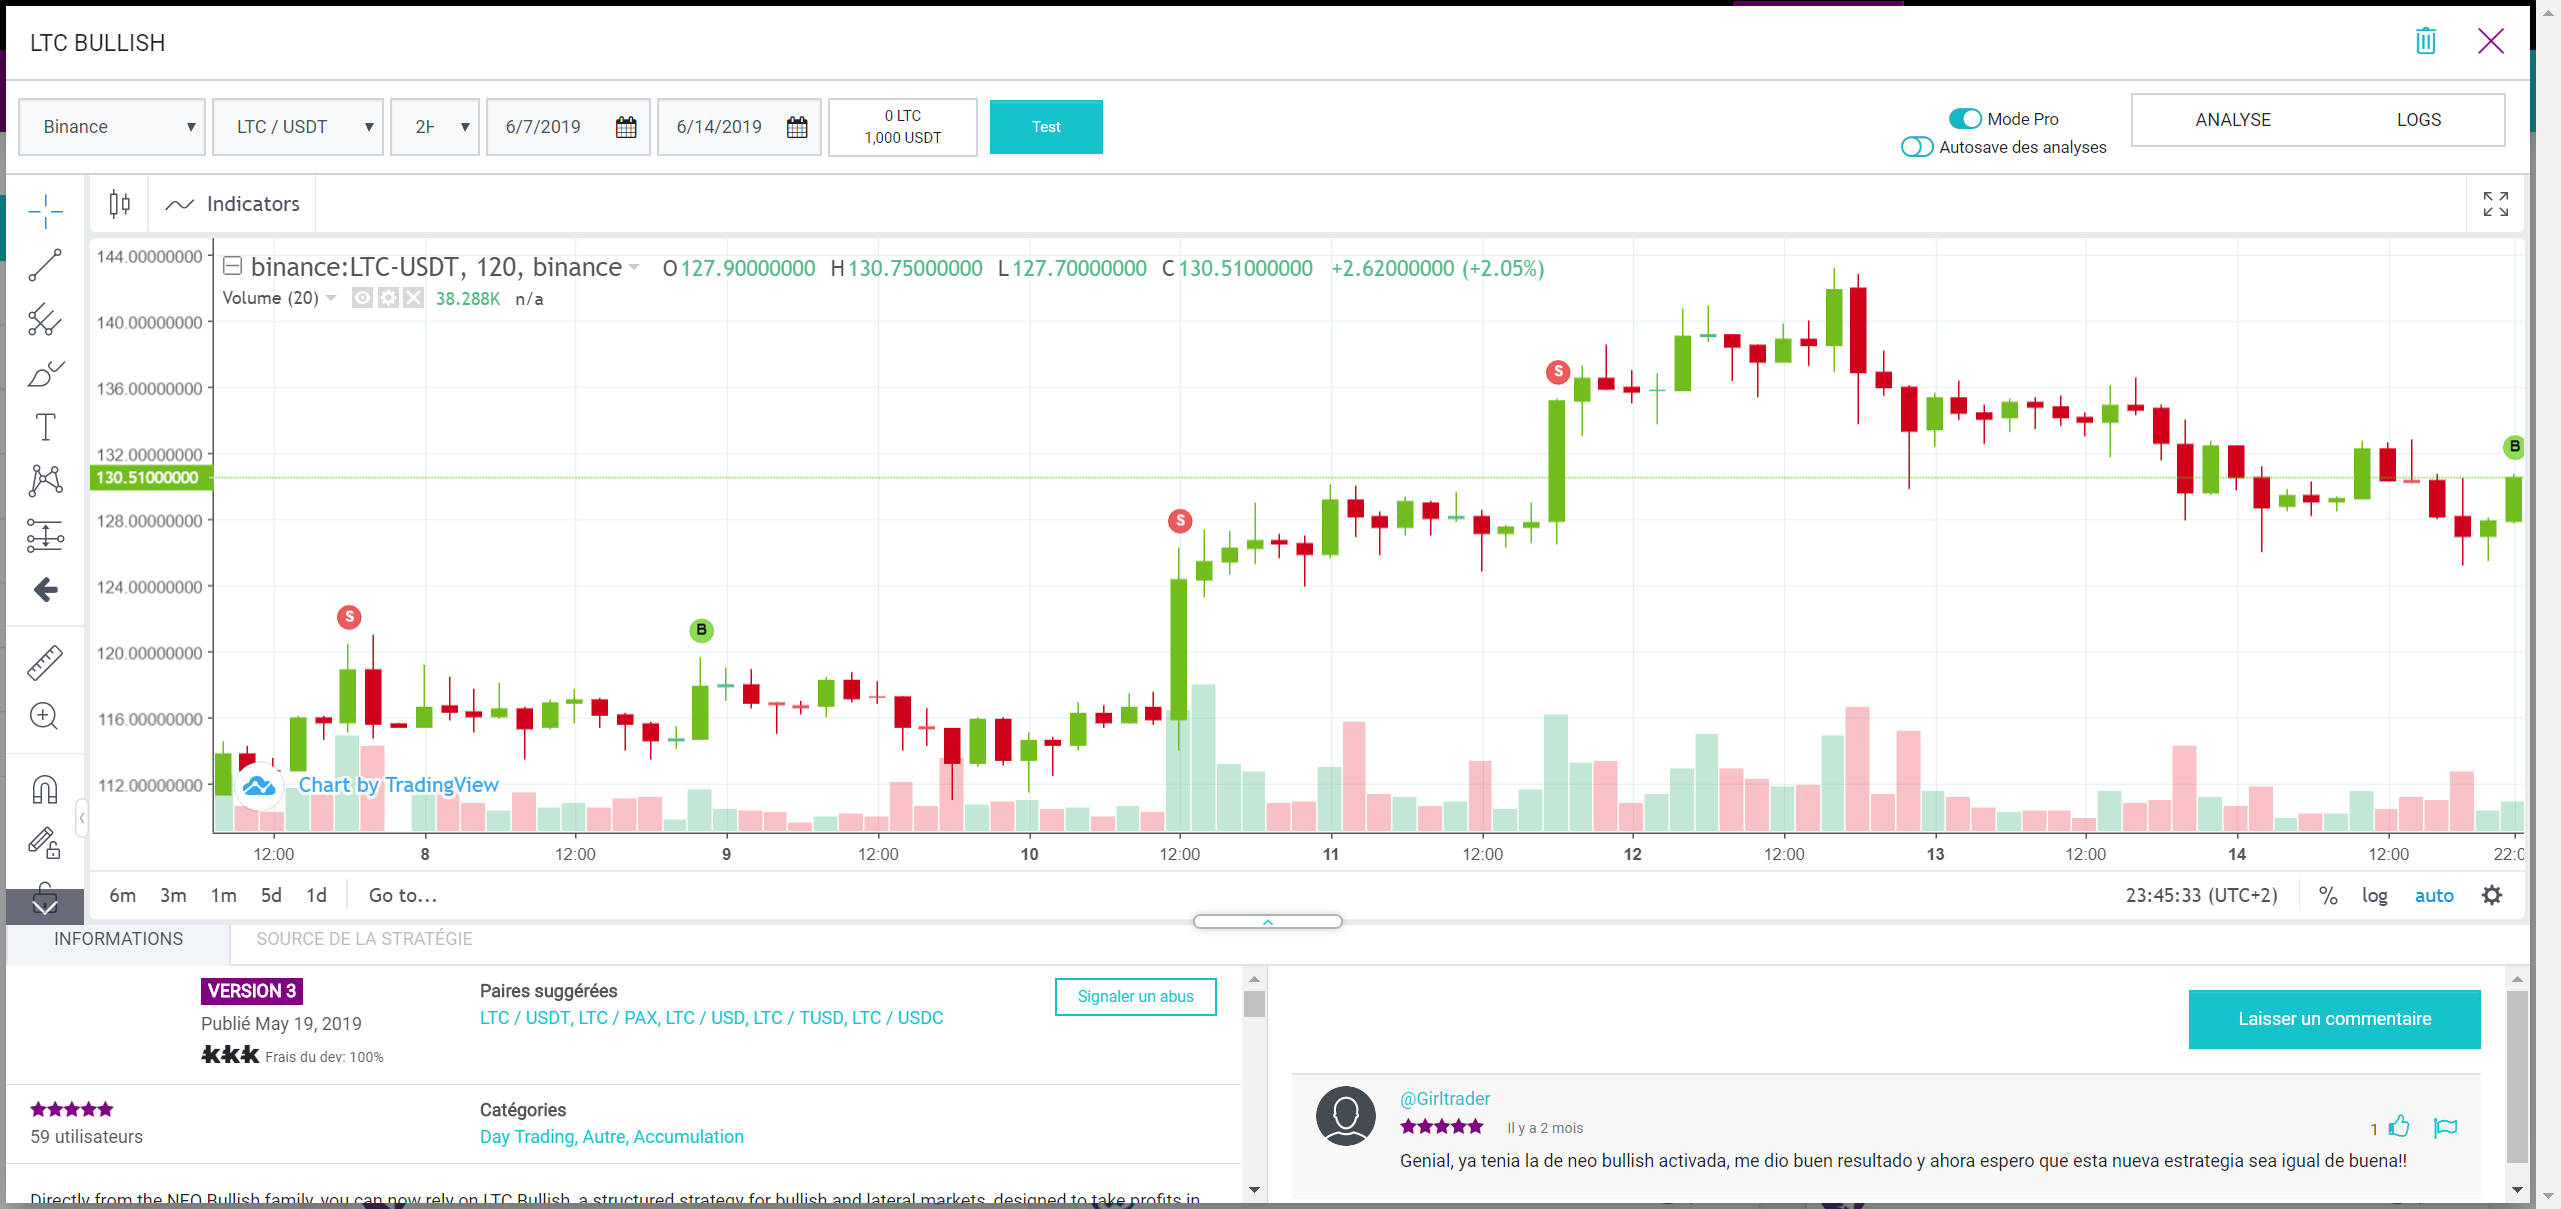 LTC BULLISH
Binance
LTC / USDT
2H
6/7/2019
6/14/2019
0 LTC
1,000 USDT
Test
Mode Pro
Autosave des analyses
ANALYSE
LOGS
Indicators
binance:LTC-USDT, 120, binance O 127.90000000 H 130.75000000 L 127.70000000 C 130.51000000 +2.62000000 (+2.05%)
Volume (20) 38.288K n/a
144.00000000
140.00000000
136.00000000
132.00000000
130.51000000
128.00000000
124.00000000
120.00000000
116.00000000
112.00000000
S
B
S
S
B
Chart by TradingView
12:00 8 12:00 9 12:00 10 12:00 11 12:00 12 12:00 13 12:00 14 12:00 22:0
6m 3m 1m 5d 1d Go to...
23:45:33 (UTC+2) % log auto
INFORMATIONS
SOURCE DE LA STRATÉGIE
VERSION 3
Publié May 19, 2019
Frais du dev: 100%
Paires suggérées
LTC / USDT, LTC / PAX, LTC / USD, LTC / TUSD, LTC / USDC
Signaler un abus
59 utilisateurs
Catégories
Day Trading, Autre, Accumulation
Directly from the NEO Bullish family, you can now rely on LTC Bullish, a structured strategy for bullish and lateral markets, designed to take profits in
Laisser un commentaire
@Girltrader
Il y a 2 mois
1
Genial, ya tenia la de neo bullish activada, me dio buen resultado y ahora espero que esta nueva estrategia sea igual de buena!!